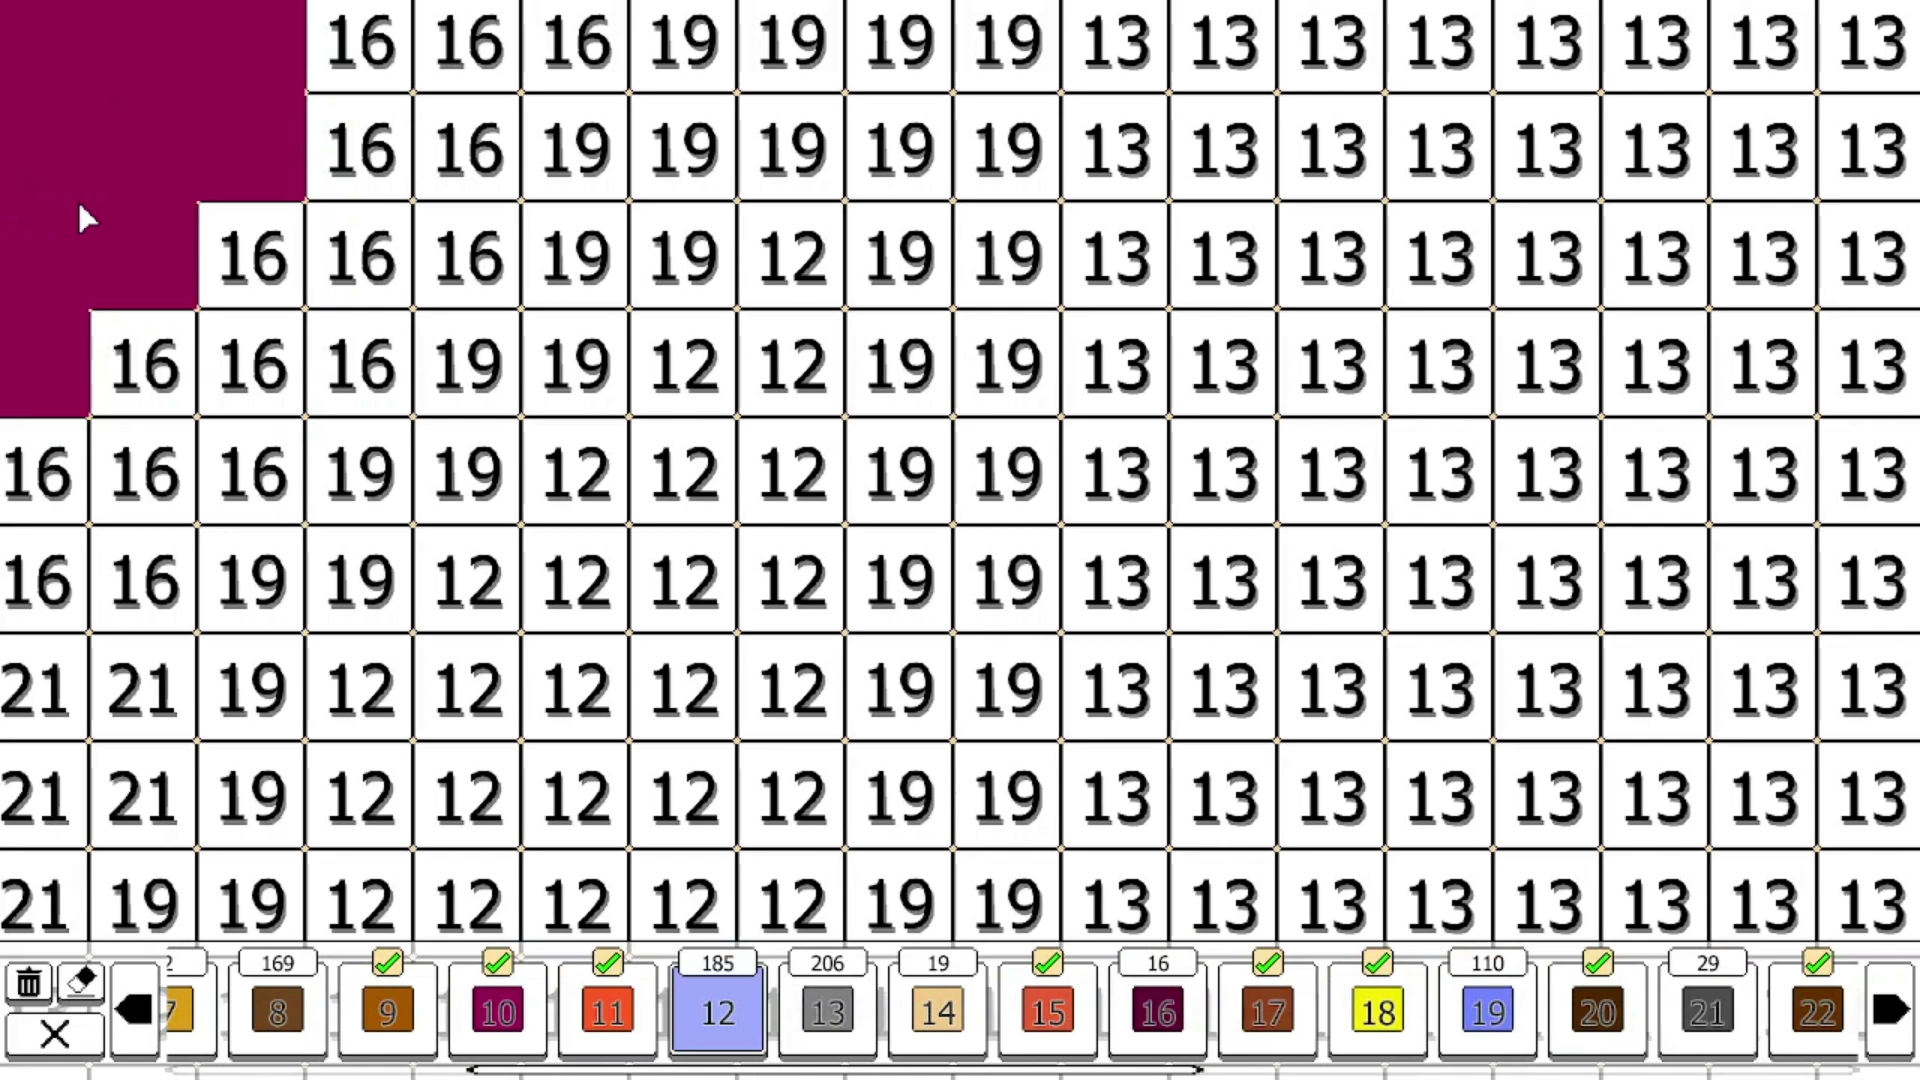 16 16 16 19 19 19 19 13 13 13 13 13 13 13 13
16 16 19 19 19 19 19 13 13 13 13 13 13 13 13
16 16 16 19 19 12 19 19 13 13 13 13 13 13 13 13
16 16 16 19 19 12 12 19 19 13 13 13 13 13 13 13 13
16 16 16 19 19 12 12 12 19 19 13 13 13 13 13 13 13 13
16 16 19 19 12 12 12 12 19 19 13 13 13 13 13 13 13 13
21 21 19 12 12 12 12 12 19 19 13 13 13 13 13 13 13 13
21 21 19 12 12 12 12 12 19 19 13 13 13 13 13 13 13 13
21 19 19 12 12 12 12 12 19 19 13 13 13 13 13 13 13 13
2 169 185 206 19 16 110 29
7 8 9 10 11 12 13 14 15 16 17 18 19 20 21 22